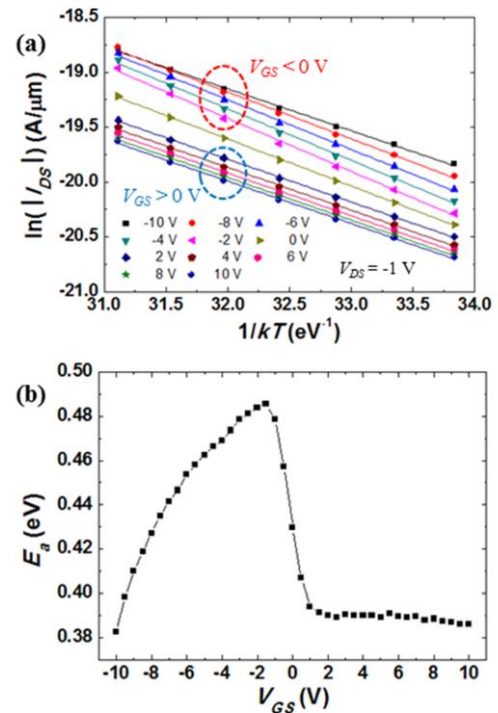 (a)
-18.5
-19.0
-19.5
-20.0
-20.5
-21.0
ln(|I_DS|) (A/μm)
V_GS < 0 V
V_GS > 0 V
-10 V -8 V -6 V
-4 V -2 V 0 V
2 V 4 V 6 V
8 V 10 V
V_DS = -1 V
31.0 31.5 32.0 32.5 33.0 33.5 34.0
1/kT (eV⁻¹)
(b)
0.50
0.48
0.46
0.44
0.42
0.40
0.38
E_a (eV)
-10 -8 -6 -4 -2 0 2 4 6 8 10
V_GS (V)